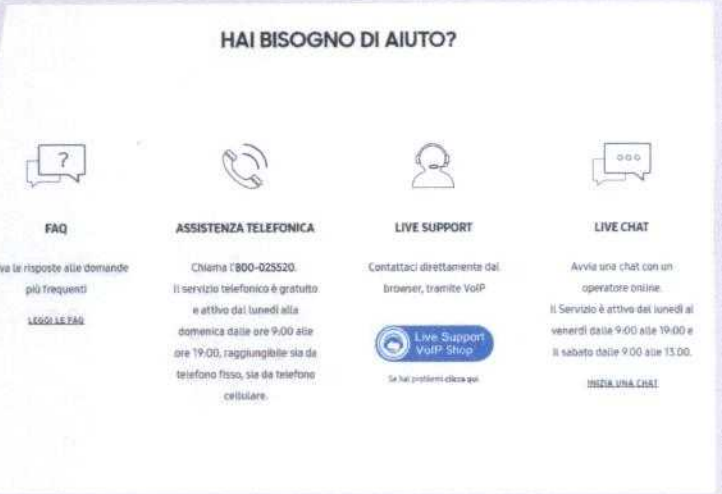 HAI BISOGNO DI AIUTO?
?
FAQ
va le risposte alle domande
più frequenti
LEGGI LE FAQ
ASSISTENZA TELEFONICA
Chiama l'800-025520.
Il servizio telefonico è gratuito
e attivo dal lunedì alla
domenica dalle ore 9:00 alle
ore 19:00, raggiungibile sia da
telefono fisso, sia da telefono
cellulare.
LIVE SUPPORT
Contattaci direttamente dal
browser, tramite VoIP
Live Support
VoIP Shop
Se hai problemi clicca qui
LIVE CHAT
Avvia una chat con un
operatore online.
Il Servizio è attivo dal lunedì al
venerdì dalle 9:00 alle 19:00 e
il sabato dalle 9:00 alle 13:00.
INIZIA UNA CHAT